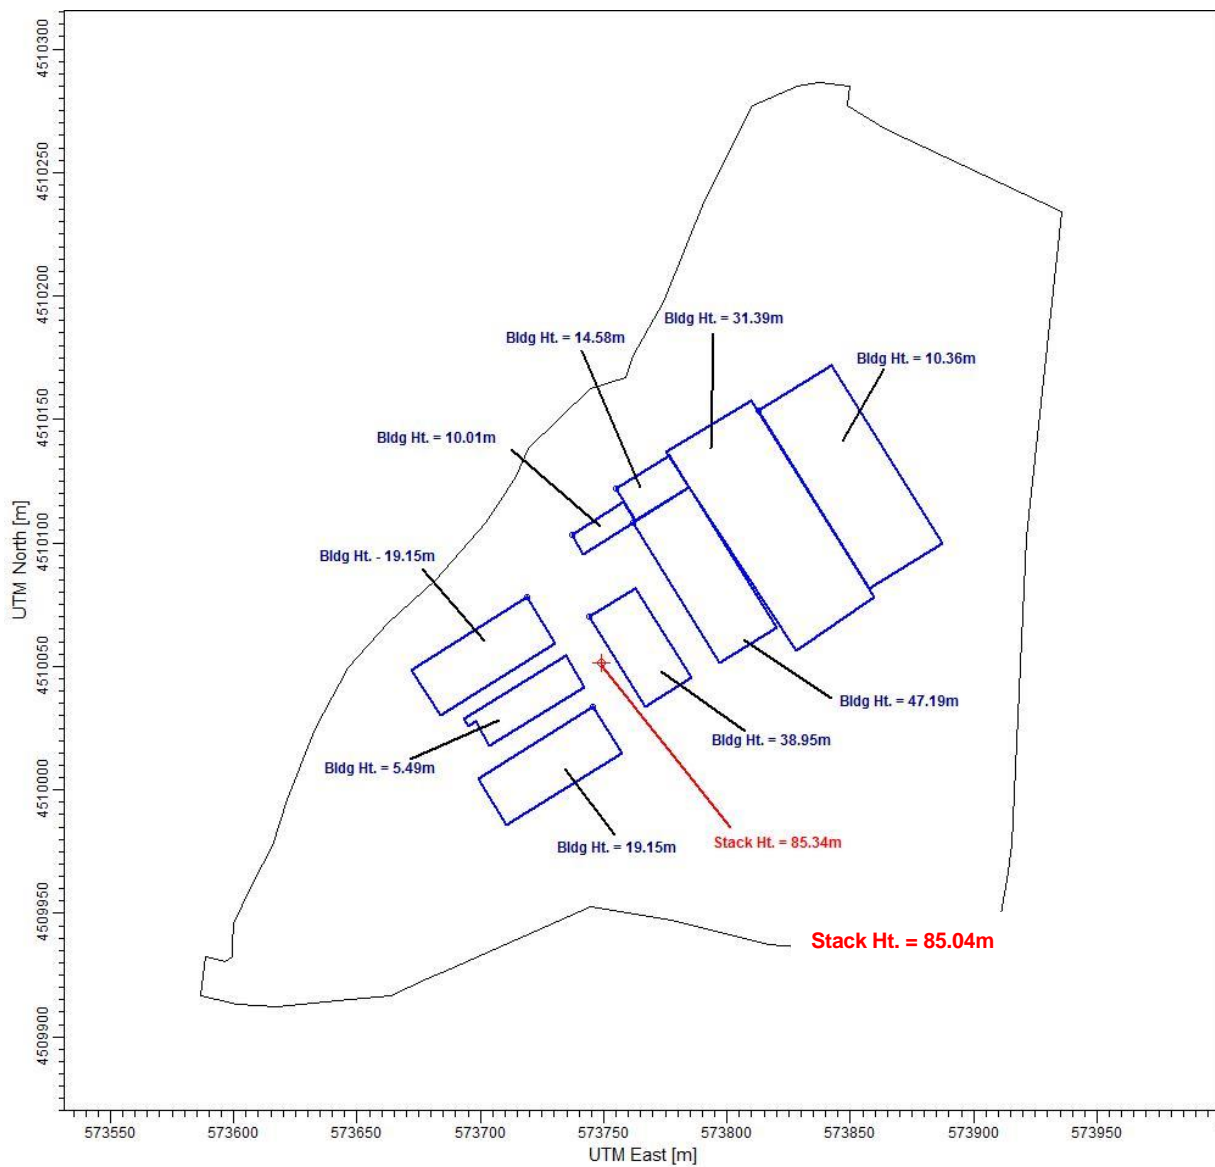 4510300
4510250
4510200
4510150
4510100
4510050
4510000
4509950
4509900
UTM North [m]
Bldg Ht. = 31.39m
Bldg Ht. = 14.58m
Bldg Ht. = 10.36m
Bldg Ht. = 10.01m
Bldg Ht. - 19.15m
Bldg Ht. = 47.19m
Bldg Ht. = 38.95m
Bldg Ht. = 5.49m
Bldg Ht. = 19.15m
Stack Ht. = 85.34m
Stack Ht. = 85.04m
573550
573600
573650
573700
573750
573800
573850
573900
573950
UTM East [m]